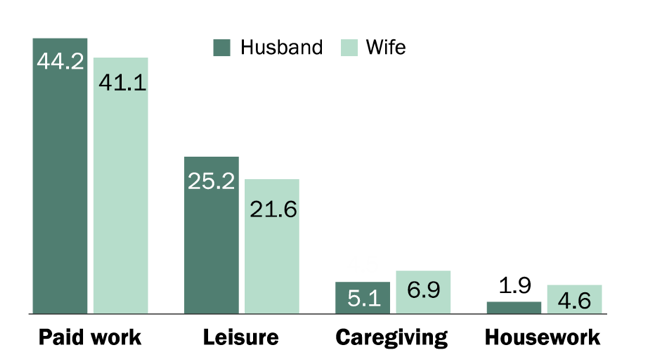 Husband Wife
44.2 41.1 25.2 21.6 5.1 6.9 1.9 4.6
Paid work Leisure Caregiving Housework